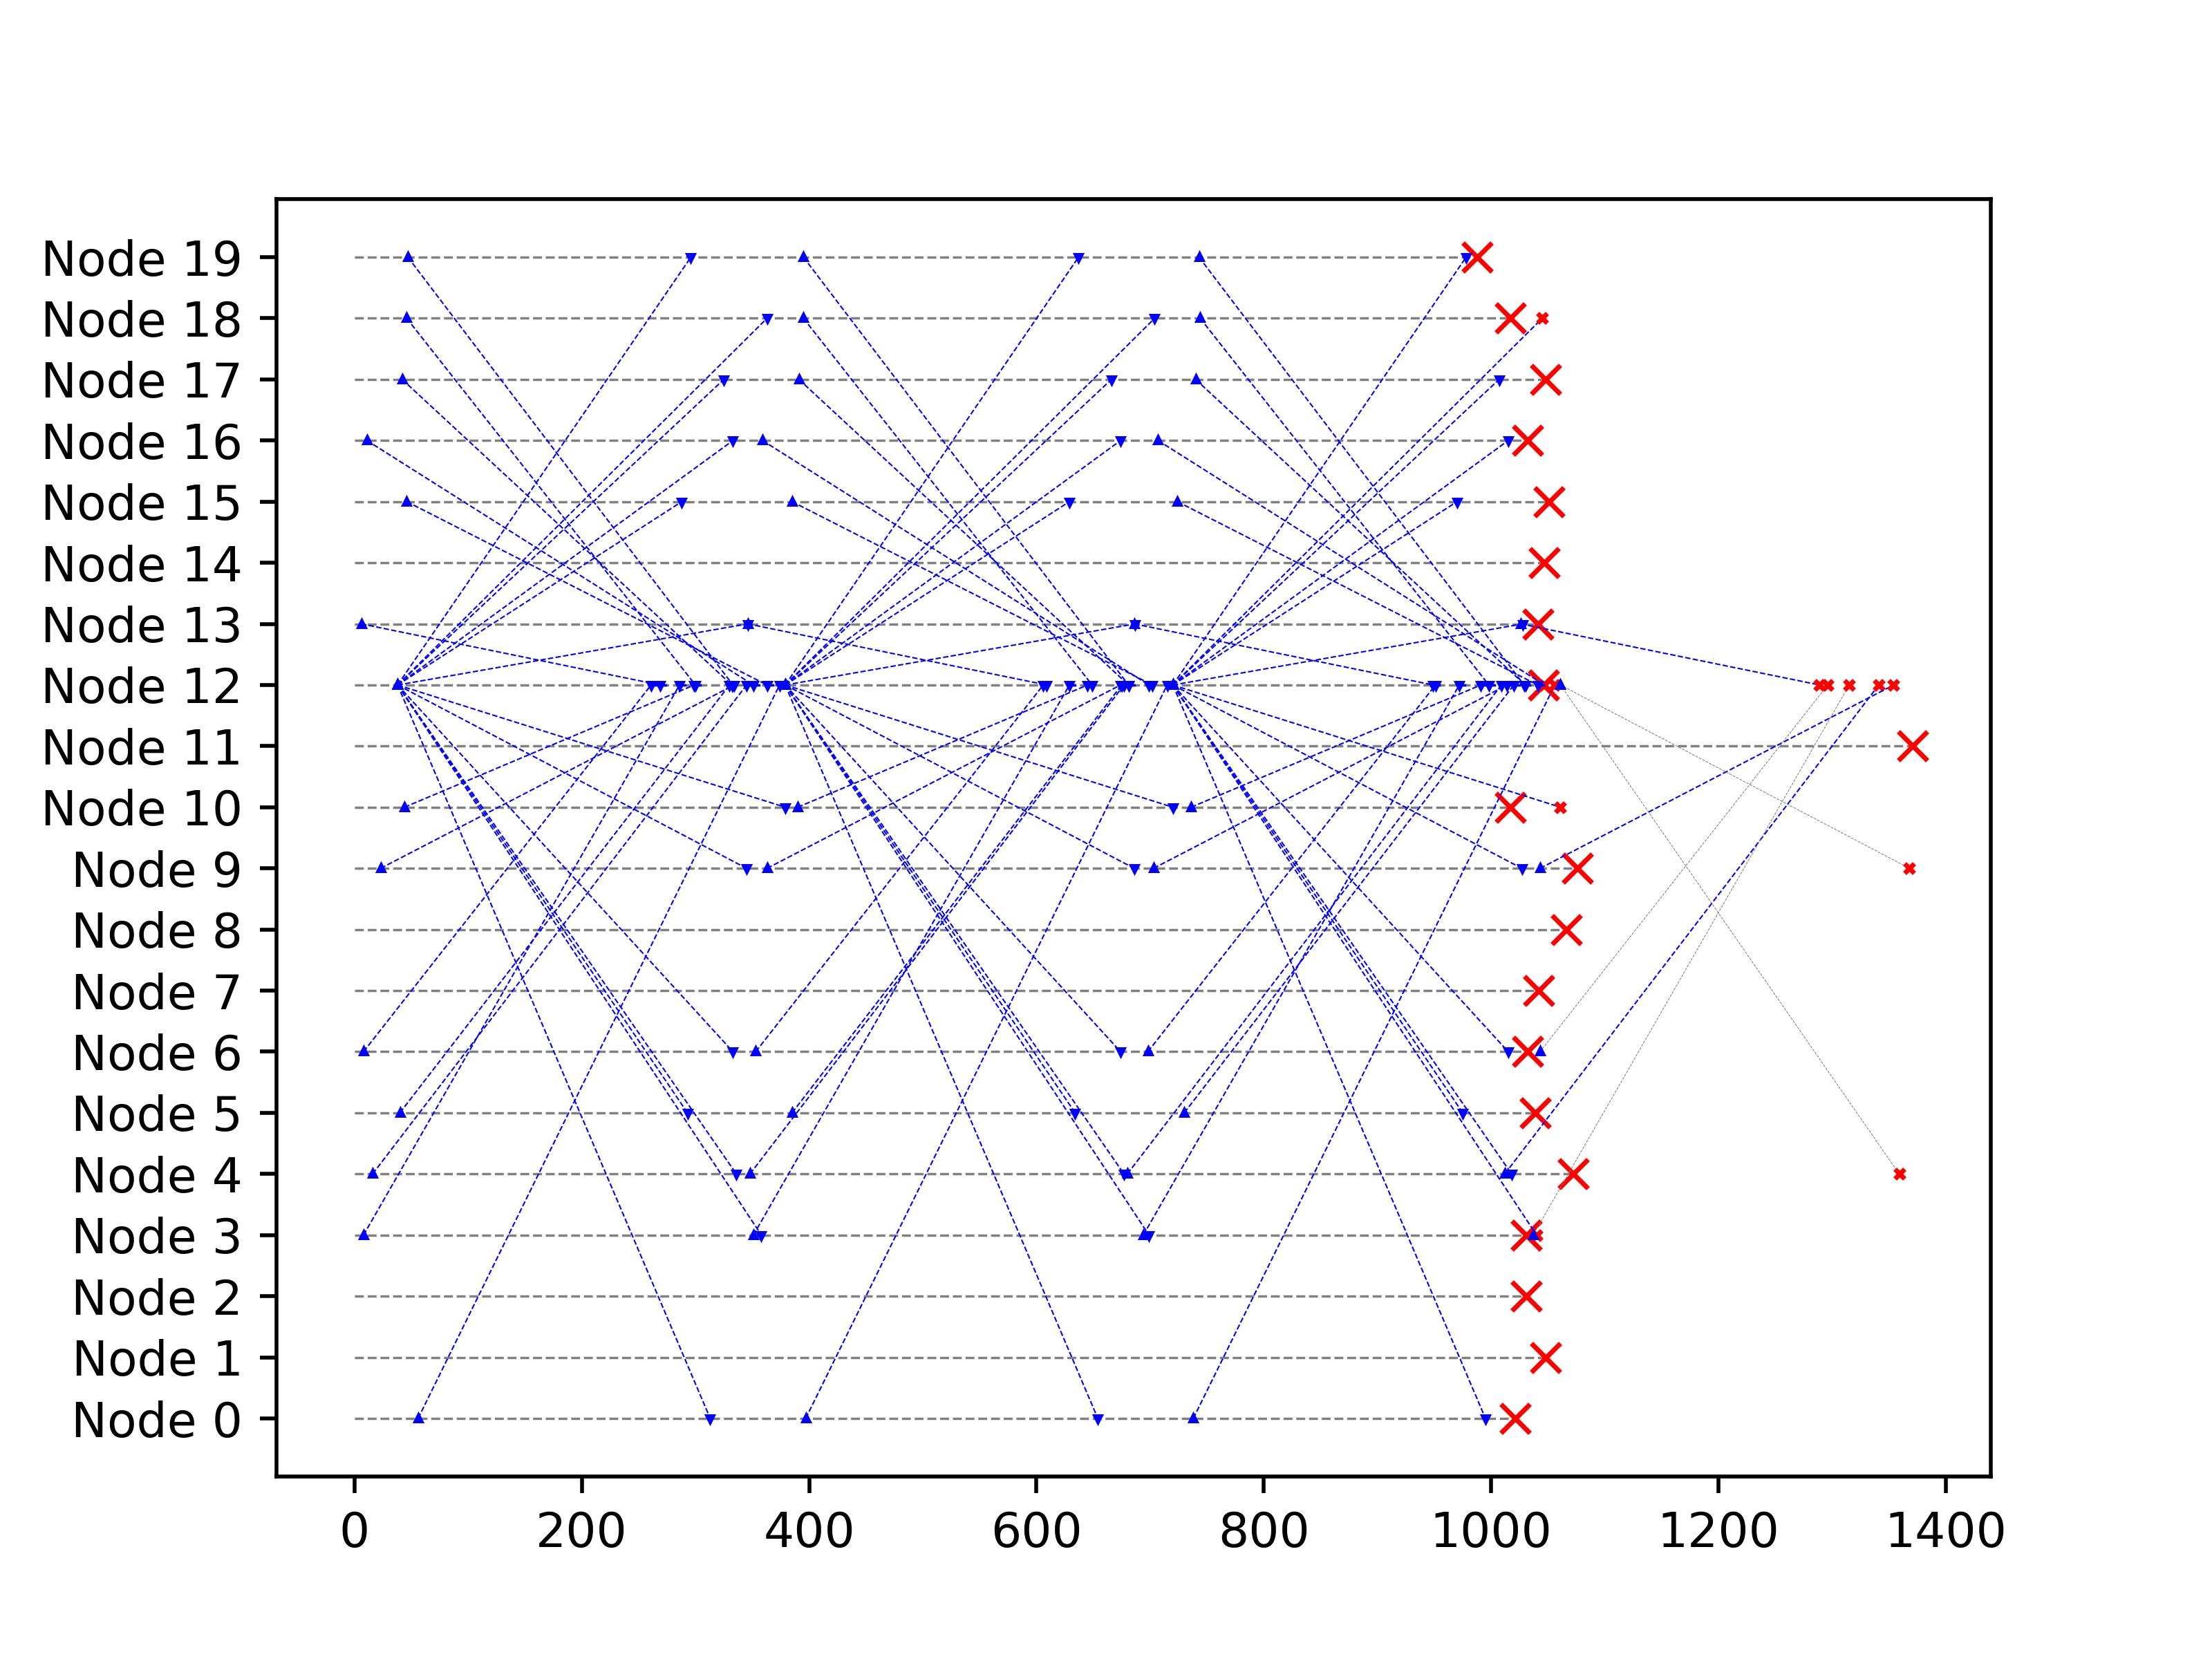 Node 19
Node 18
Node 17
Node 16
Node 15
Node 14
Node 13
Node 12
Node 11
Node 10
Node 9
Node 8
Node 7
Node 6
Node 5
Node 4
Node 3
Node 2
Node 1
Node 0
0 200 400 600 800 1000 1200 1400